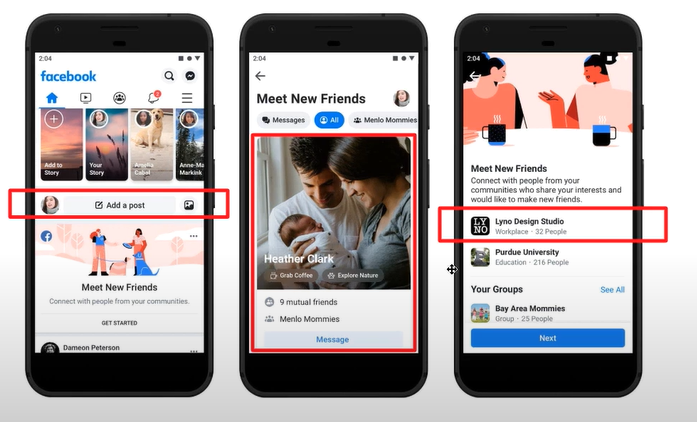 2:04
facebook
2
Add to
Story
Your
Story
Amelia
Cabel
Anne-Ma
Markink
Add a post
Meet New Friends
Connect with people from your communities.
GET STARTED
Dameon Peterson
2:04
Meet New Friends
Messages
All
Menlo Mommies
Heather Clark
Grab Coffee
Explore Nature
9 mutual friends
Menlo Mommies
Message
2:04
Meet New Friends
Connect with people from your
communities who share your interests and
would like to make new friends.
LY
NO
Lyno Design Studio
Workplace · 32 People
Purdue University
Education · 216 People
Your Groups
See All
Bay Area Mommies
Group · 25 People
Next